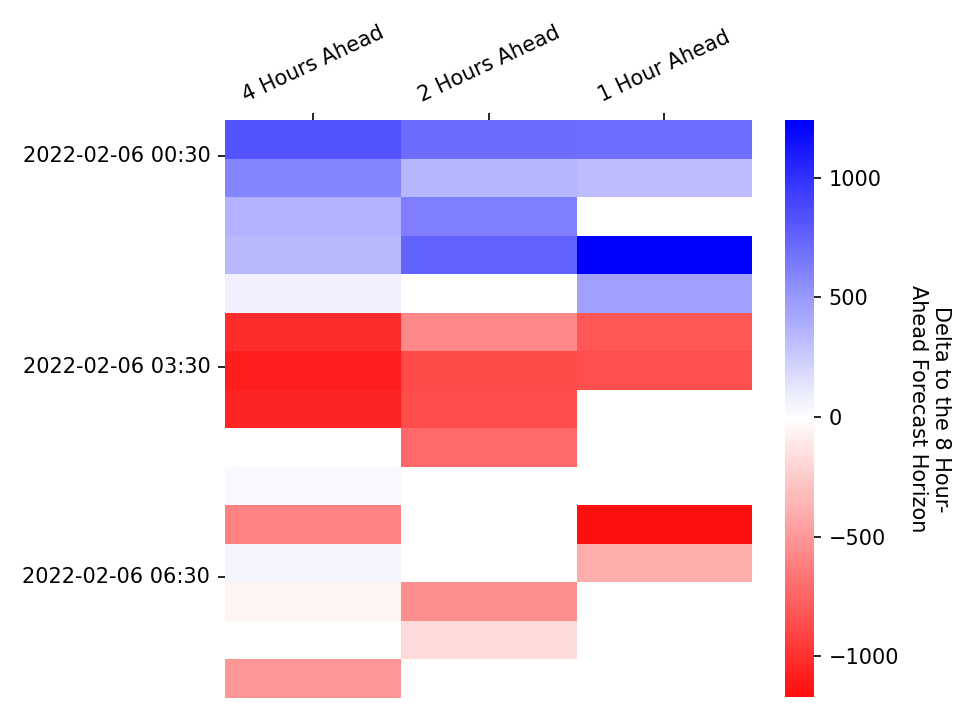 4 Hours Ahead
2 Hours Ahead
1 Hour Ahead
2022-02-06 00:30
2022-02-06 03:30
2022-02-06 06:30
1000
500
0
−500
−1000
Delta to the 8 Hour-
Ahead Forecast Horizon